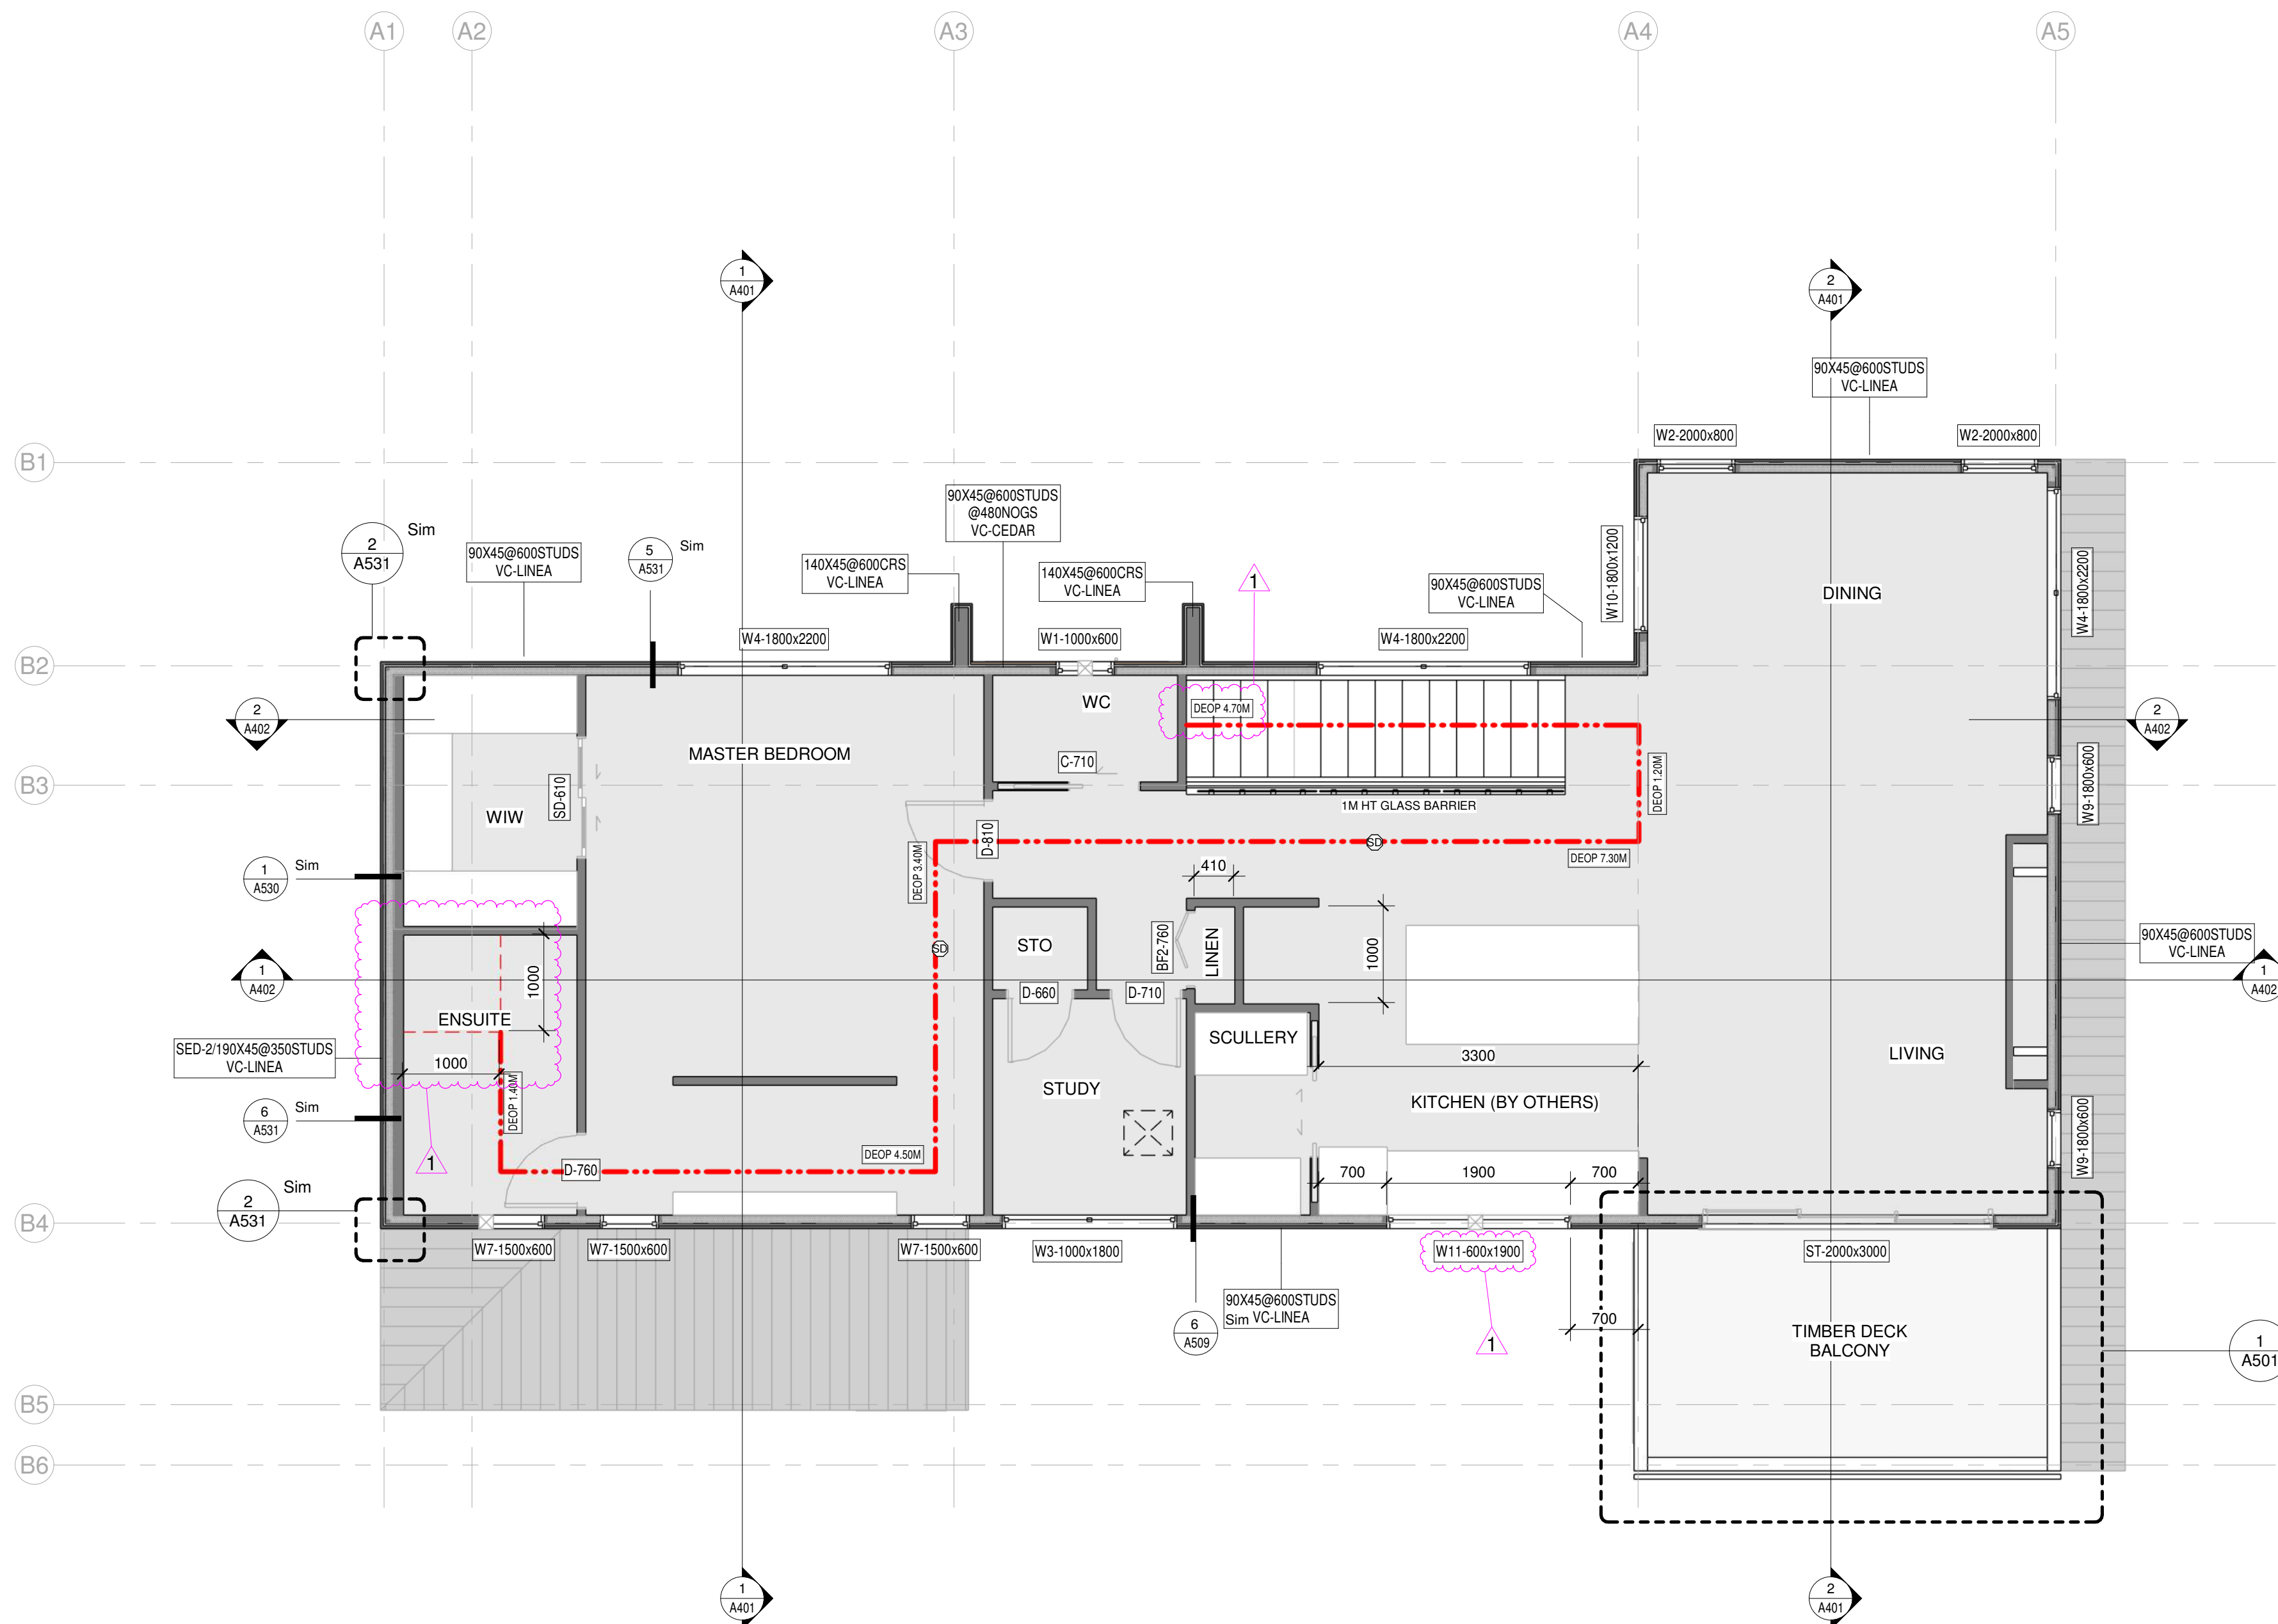 A1
A2
A3
A4
A5
1
A401
2
A401
90X45@600STUDS
VC-LINEA
W2-2000x800
W2-2000x800
B1
90X45@600STUDS
@480NOGS
VC-CEDAR
2
A531
Sim
90X45@600STUDS
VC-LINEA
5
A531
Sim
140X45@600CRS
VC-LINEA
140X45@600CRS
VC-LINEA
1
90X45@600STUDS
VC-LINEA
W10-1800x1200
DINING
W4-1800x2200
W4-1800x2200
W1-1000x600
W4-1800x2200
B2
WC
DEOP 4.70M
2
A402
2
A402
MASTER BEDROOM
C-710
DEOP 1.20M
B3
SD-610
WIW
1M HT GLASS BARRIER
W9-1800x600
D-810
SD
DEOP 7.30M
DEOP 3.40M
1
A530
Sim
410
STO
BF2-760
LINEN
1000
SD
1000
90X45@600STUDS
VC-LINEA
1
A402
1
A402
D-660
D-710
ENSUITE
SCULLERY
SED-2/190X45@350STUDS
VC-LINEA
1000
3300
LIVING
DEOP 1.40M
STUDY
KITCHEN (BY OTHERS)
6
A531
Sim
W9-1800x600
1
DEOP 4.50M
D-760
700
1900
700
2
A531
Sim
B4
W7-1500x600
W7-1500x600
W7-1500x600
W3-1000x1800
W11-600x1900
ST-2000x3000
90X45@600STUDS
Sim VC-LINEA
6
A509
1
700
TIMBER DECK
BALCONY
1
A501
B5
B6
1
A401
2
A401